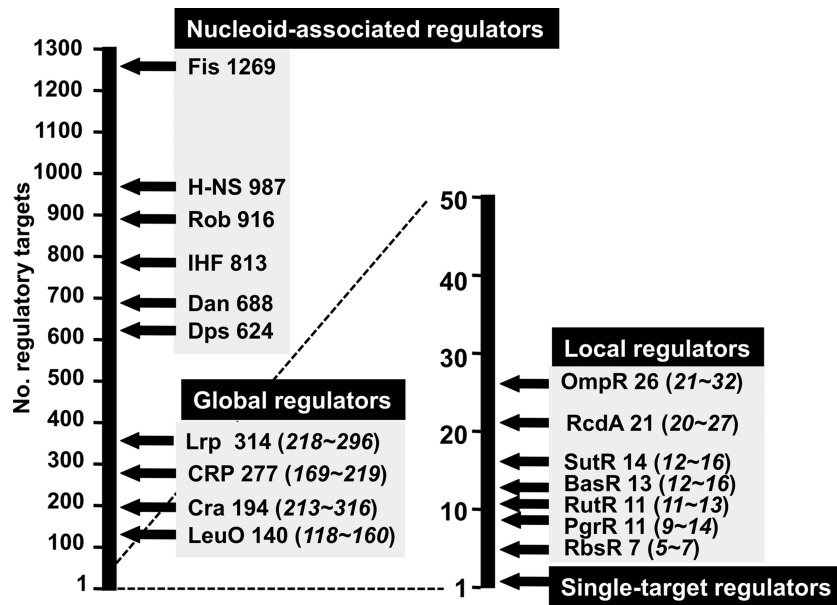 Nucleoid-associated regulators
No. regulatory targets
1300
1200
1100
1000
900
800
700
600
500
400
300
200
100
1
Fis 1269
H-NS 987
Rob 916
IHF 813
Dan 688
Dps 624
Global regulators
Lrp 314 (218~296)
CRP 277 (169~219)
Cra 194 (213~316)
LeuO 140 (118~160)
50
40
30
20
10
1
Local regulators
OmpR 26 (21~32)
RcdA 21 (20~27)
SutR 14 (12~16)
BasR 13 (12~16)
RutR 11 (11~13)
PgrR 11 (9~14)
RbsR 7 (5~7)
Single-target regulators